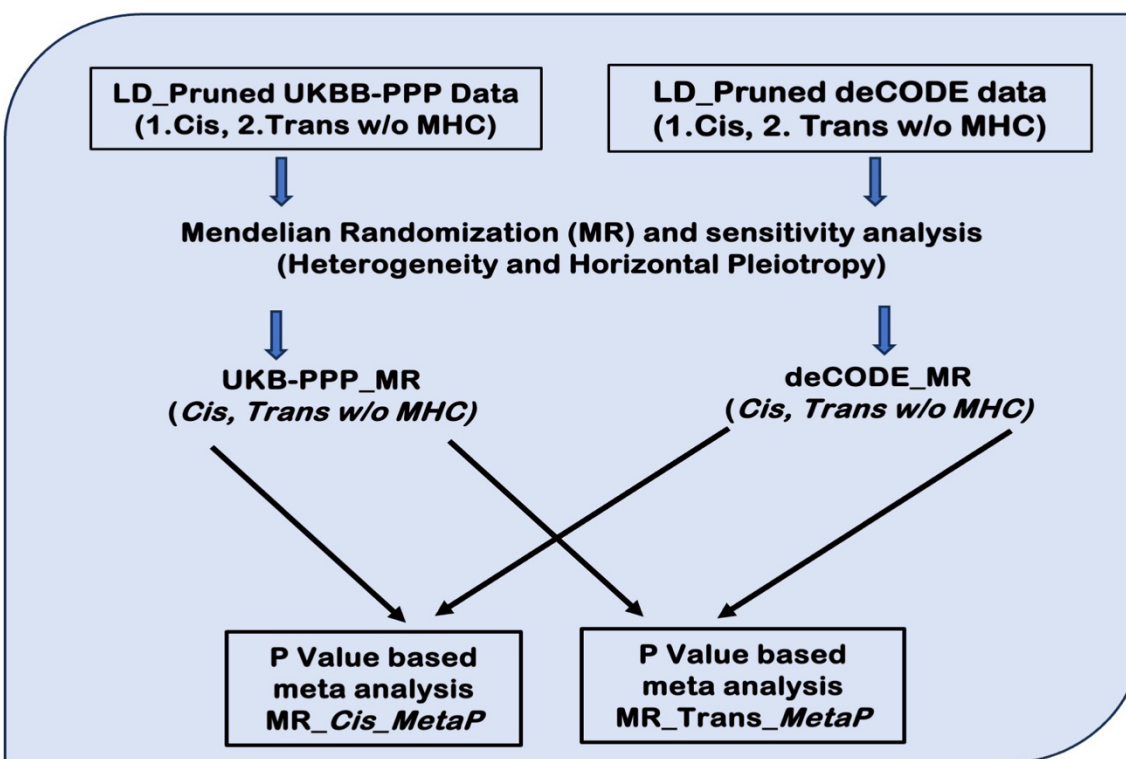 LD_Pruned UKBB-PPP Data
(1.Cis, 2.Trans w/o MHC)
LD_Pruned deCODE data
(1.Cis, 2. Trans w/o MHC)
Mendelian Randomization (MR) and sensitivity analysis
(Heterogeneity and Horizontal Pleiotropy)
UKB-PPP_MR
(Cis, Trans w/o MHC)
deCODE_MR
(Cis, Trans w/o MHC)
P Value based
meta analysis
MR_Cis_MetaP
P Value based
meta analysis
MR_Trans_MetaP